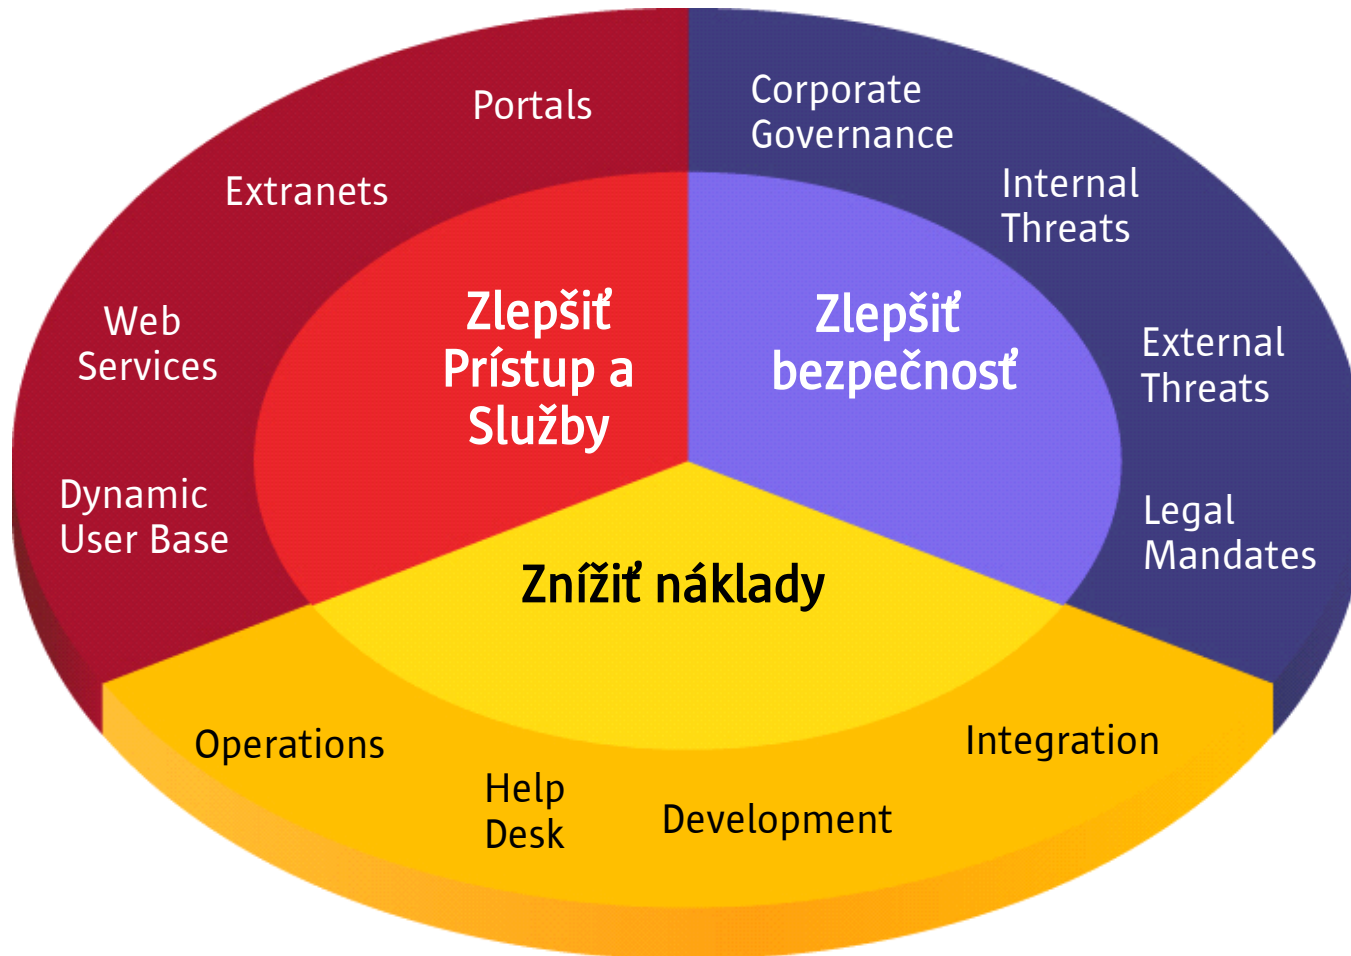 Portals
Extranets
Web
Services
Dynamic
User Base
Corporate
Governance
Internal
Threats
External
Threats
Legal
Mandates
Zlepšiť
Prístup a
Služby
Zlepšiť
bezpečnosť
Znížiť náklady
Operations
Help
Desk
Development
Integration